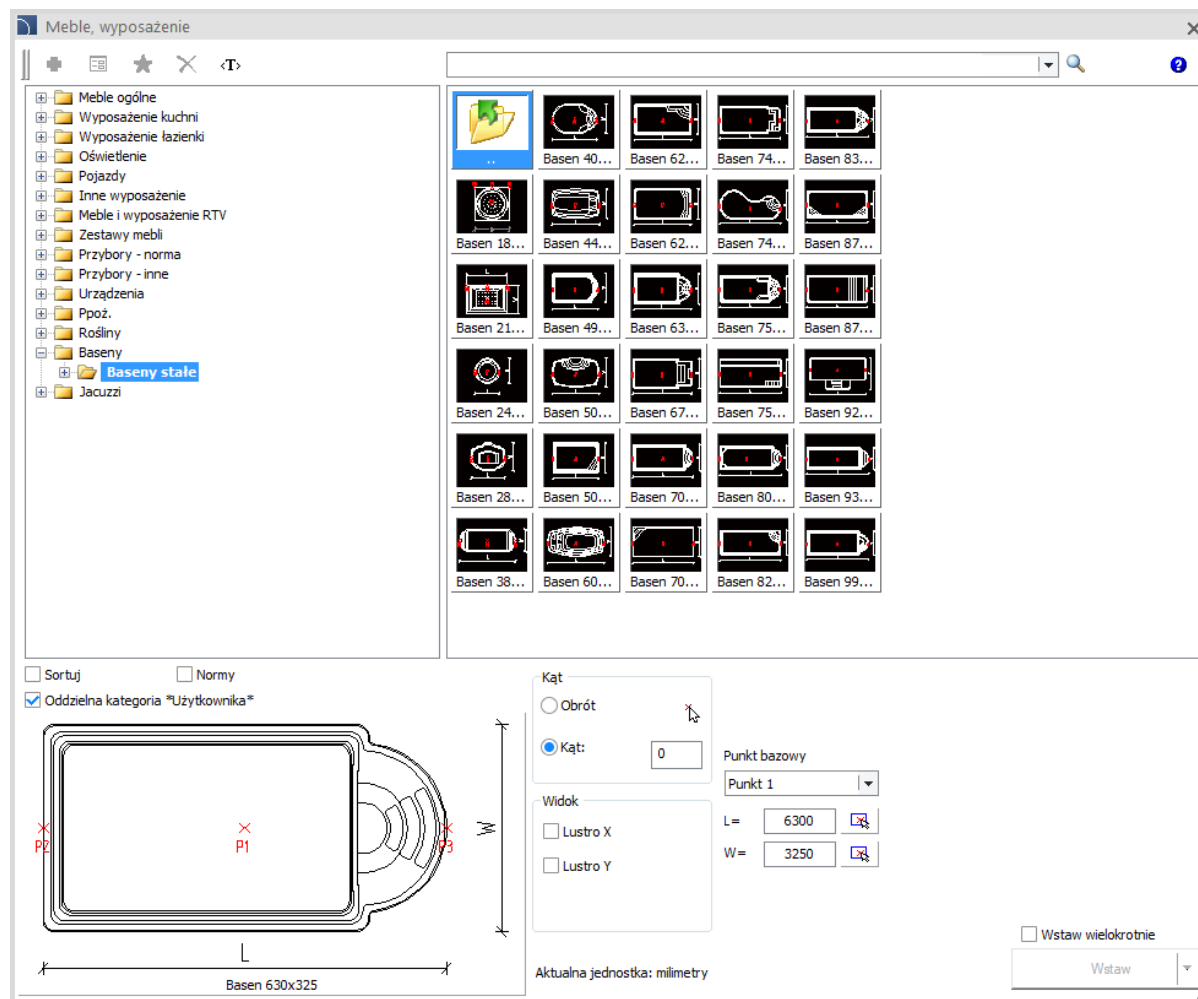 Meble, wyposażenie
‹T›
Meble ogólne
Wyposażenie kuchni
Wyposażenie łazienki
Oświetlenie
Pojazdy
Inne wyposażenie
Meble i wyposażenie RTV
Zestawy mebli
Przybory - norma
Przybory - inne
Urządzenia
Ppoż.
Rośliny
Baseny
Baseny stałe
Jacuzzi
.. Basen 40... Basen 62... Basen 74... Basen 83...
Basen 18... Basen 44... Basen 62... Basen 74... Basen 87...
Basen 21... Basen 49... Basen 63... Basen 75... Basen 87...
Basen 24... Basen 50... Basen 67... Basen 75... Basen 92...
Basen 28... Basen 50... Basen 70... Basen 80... Basen 93...
Basen 38... Basen 60... Basen 70... Basen 82... Basen 99...
Sortuj Normy
Oddzielna kategoria *Użytkownika*
P2 P1 P3 W
L
Basen 630x325
Kąt
Obrót
Kąt: 0
Widok
Lustro X
Lustro Y
Aktualna jednostka: milimetry
Punkt bazowy
Punkt 1
L= 6300
W= 3250
Wstaw wielokrotnie
Wstaw